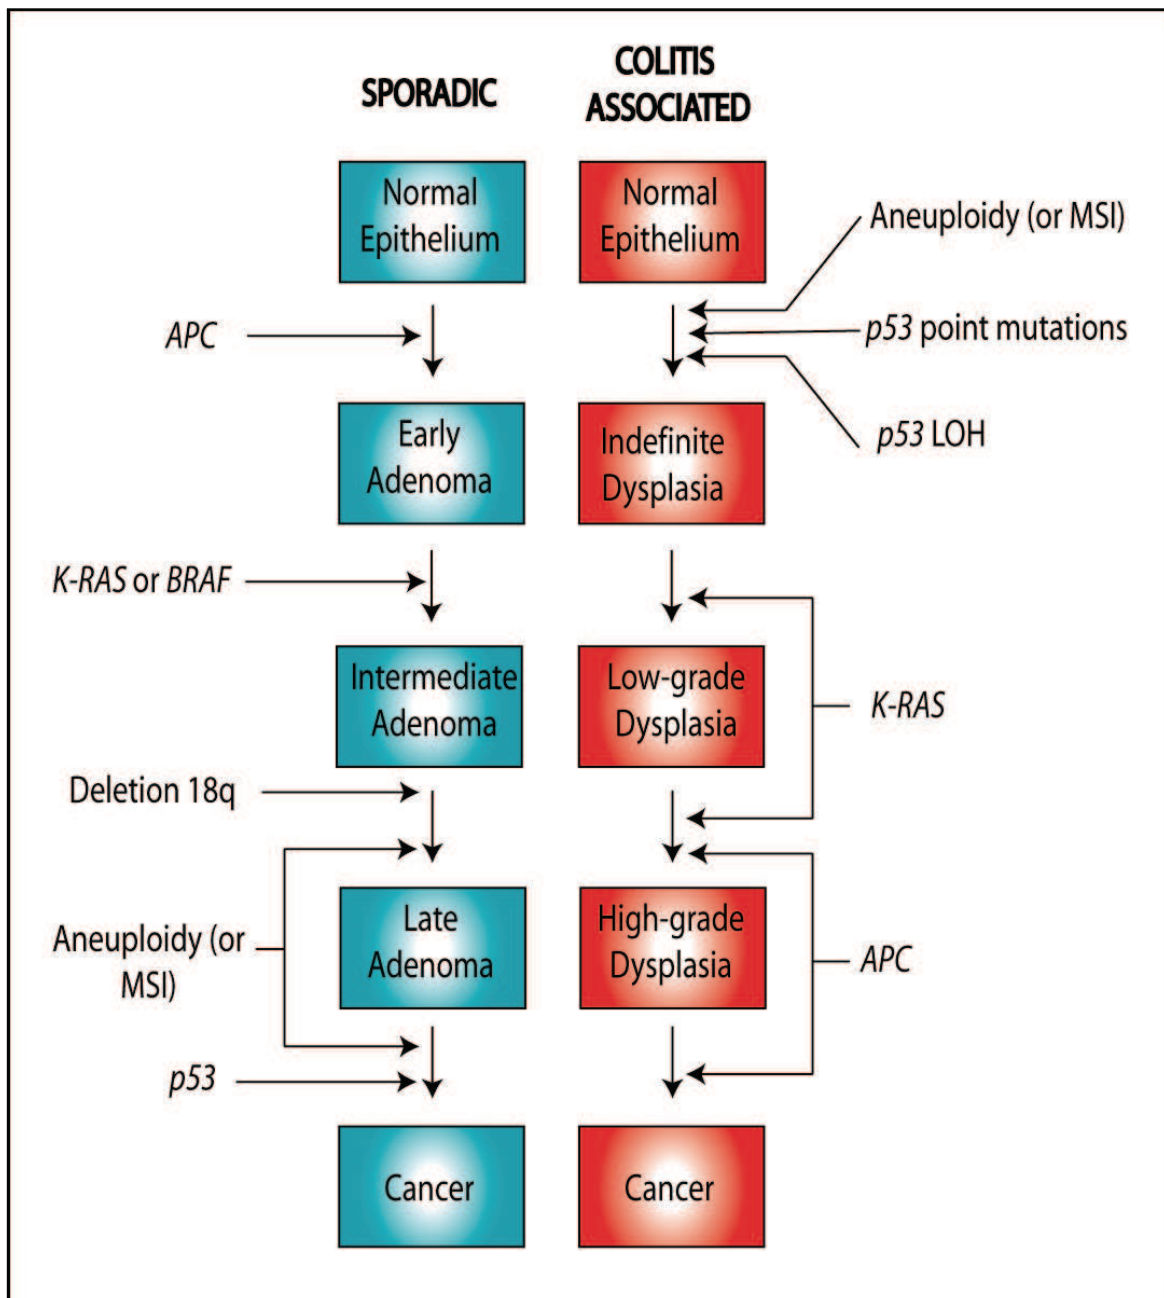 SPORADIC
COLITIS
ASSOCIATED
Normal
Epithelium
Normal
Epithelium
Aneuploidy (or MSI)
APC
p53 point mutations
p53 LOH
Early
Adenoma
Indefinite
Dysplasia
K-RAS or BRAF
Intermediate
Adenoma
Low-grade
Dysplasia
K-RAS
Deletion 18q
Aneuploidy (or
MSI)
Late
Adenoma
High-grade
Dysplasia
APC
p53
Cancer
Cancer